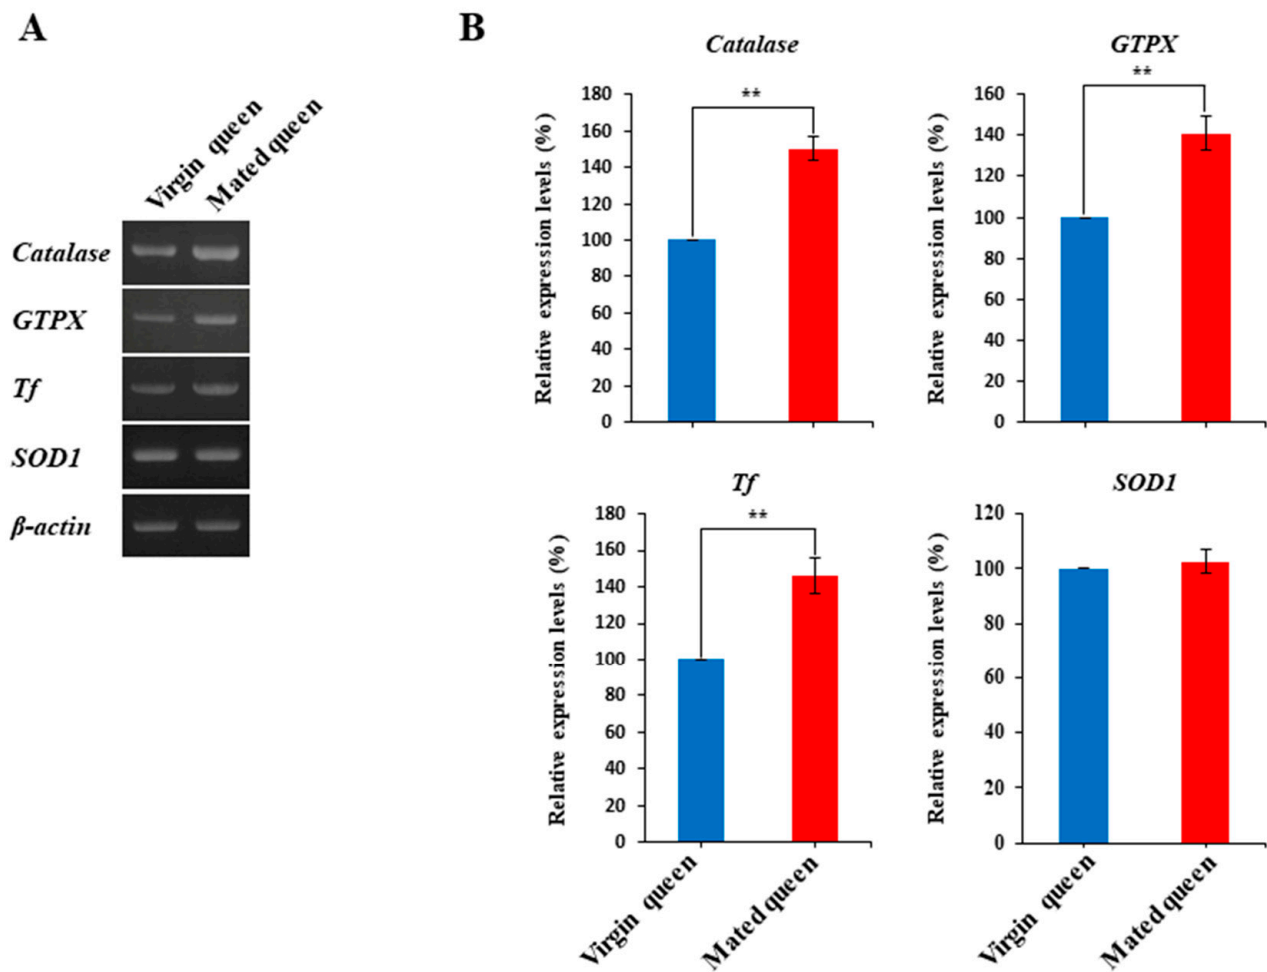 A
Virgin queen
Mated queen
Catalase
GTPX
Tf
SOD1
β-actin
B
Catalase
**
Relative expression levels (%)
180
160
140
120
100
80
60
40
20
0
GTPX
**
Relative expression levels (%)
160
140
120
100
80
60
40
20
0
Tf
**
Relative expression levels (%)
180
160
140
120
100
80
60
40
20
0
Virgin queen
Mated queen
SOD1
Relative expression levels (%)
120
100
80
60
40
20
0
Virgin queen
Mated queen